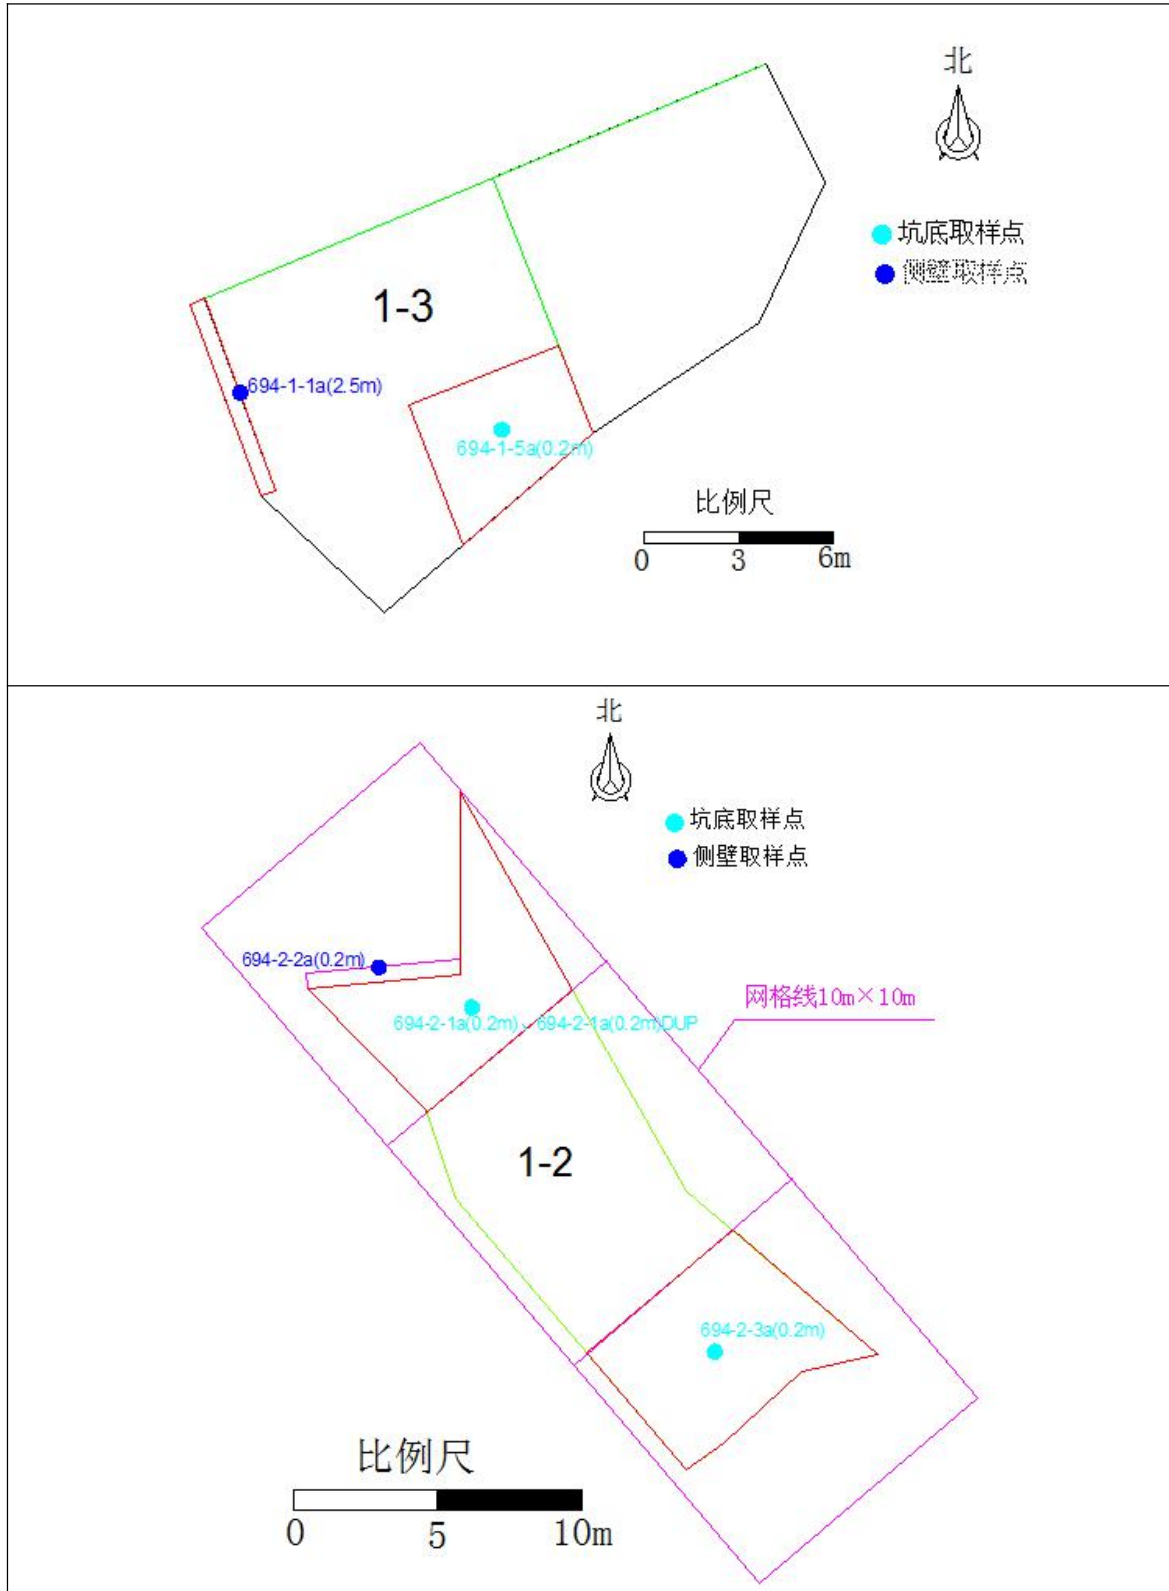 北
坑底取样点
侧壁取样点
1-3
694-1-1a(2.5m)
694-1-5a(0.2m)
比例尺
0 3 6m
北
坑底取样点
侧壁取样点
694-2-2a(0.2m)
网格线10m×10m
694-2-1a(0.2m)、694-2-1a(0.2m)DUP
1-2
694-2-3a(0.2m)
比例尺
0 5 10m